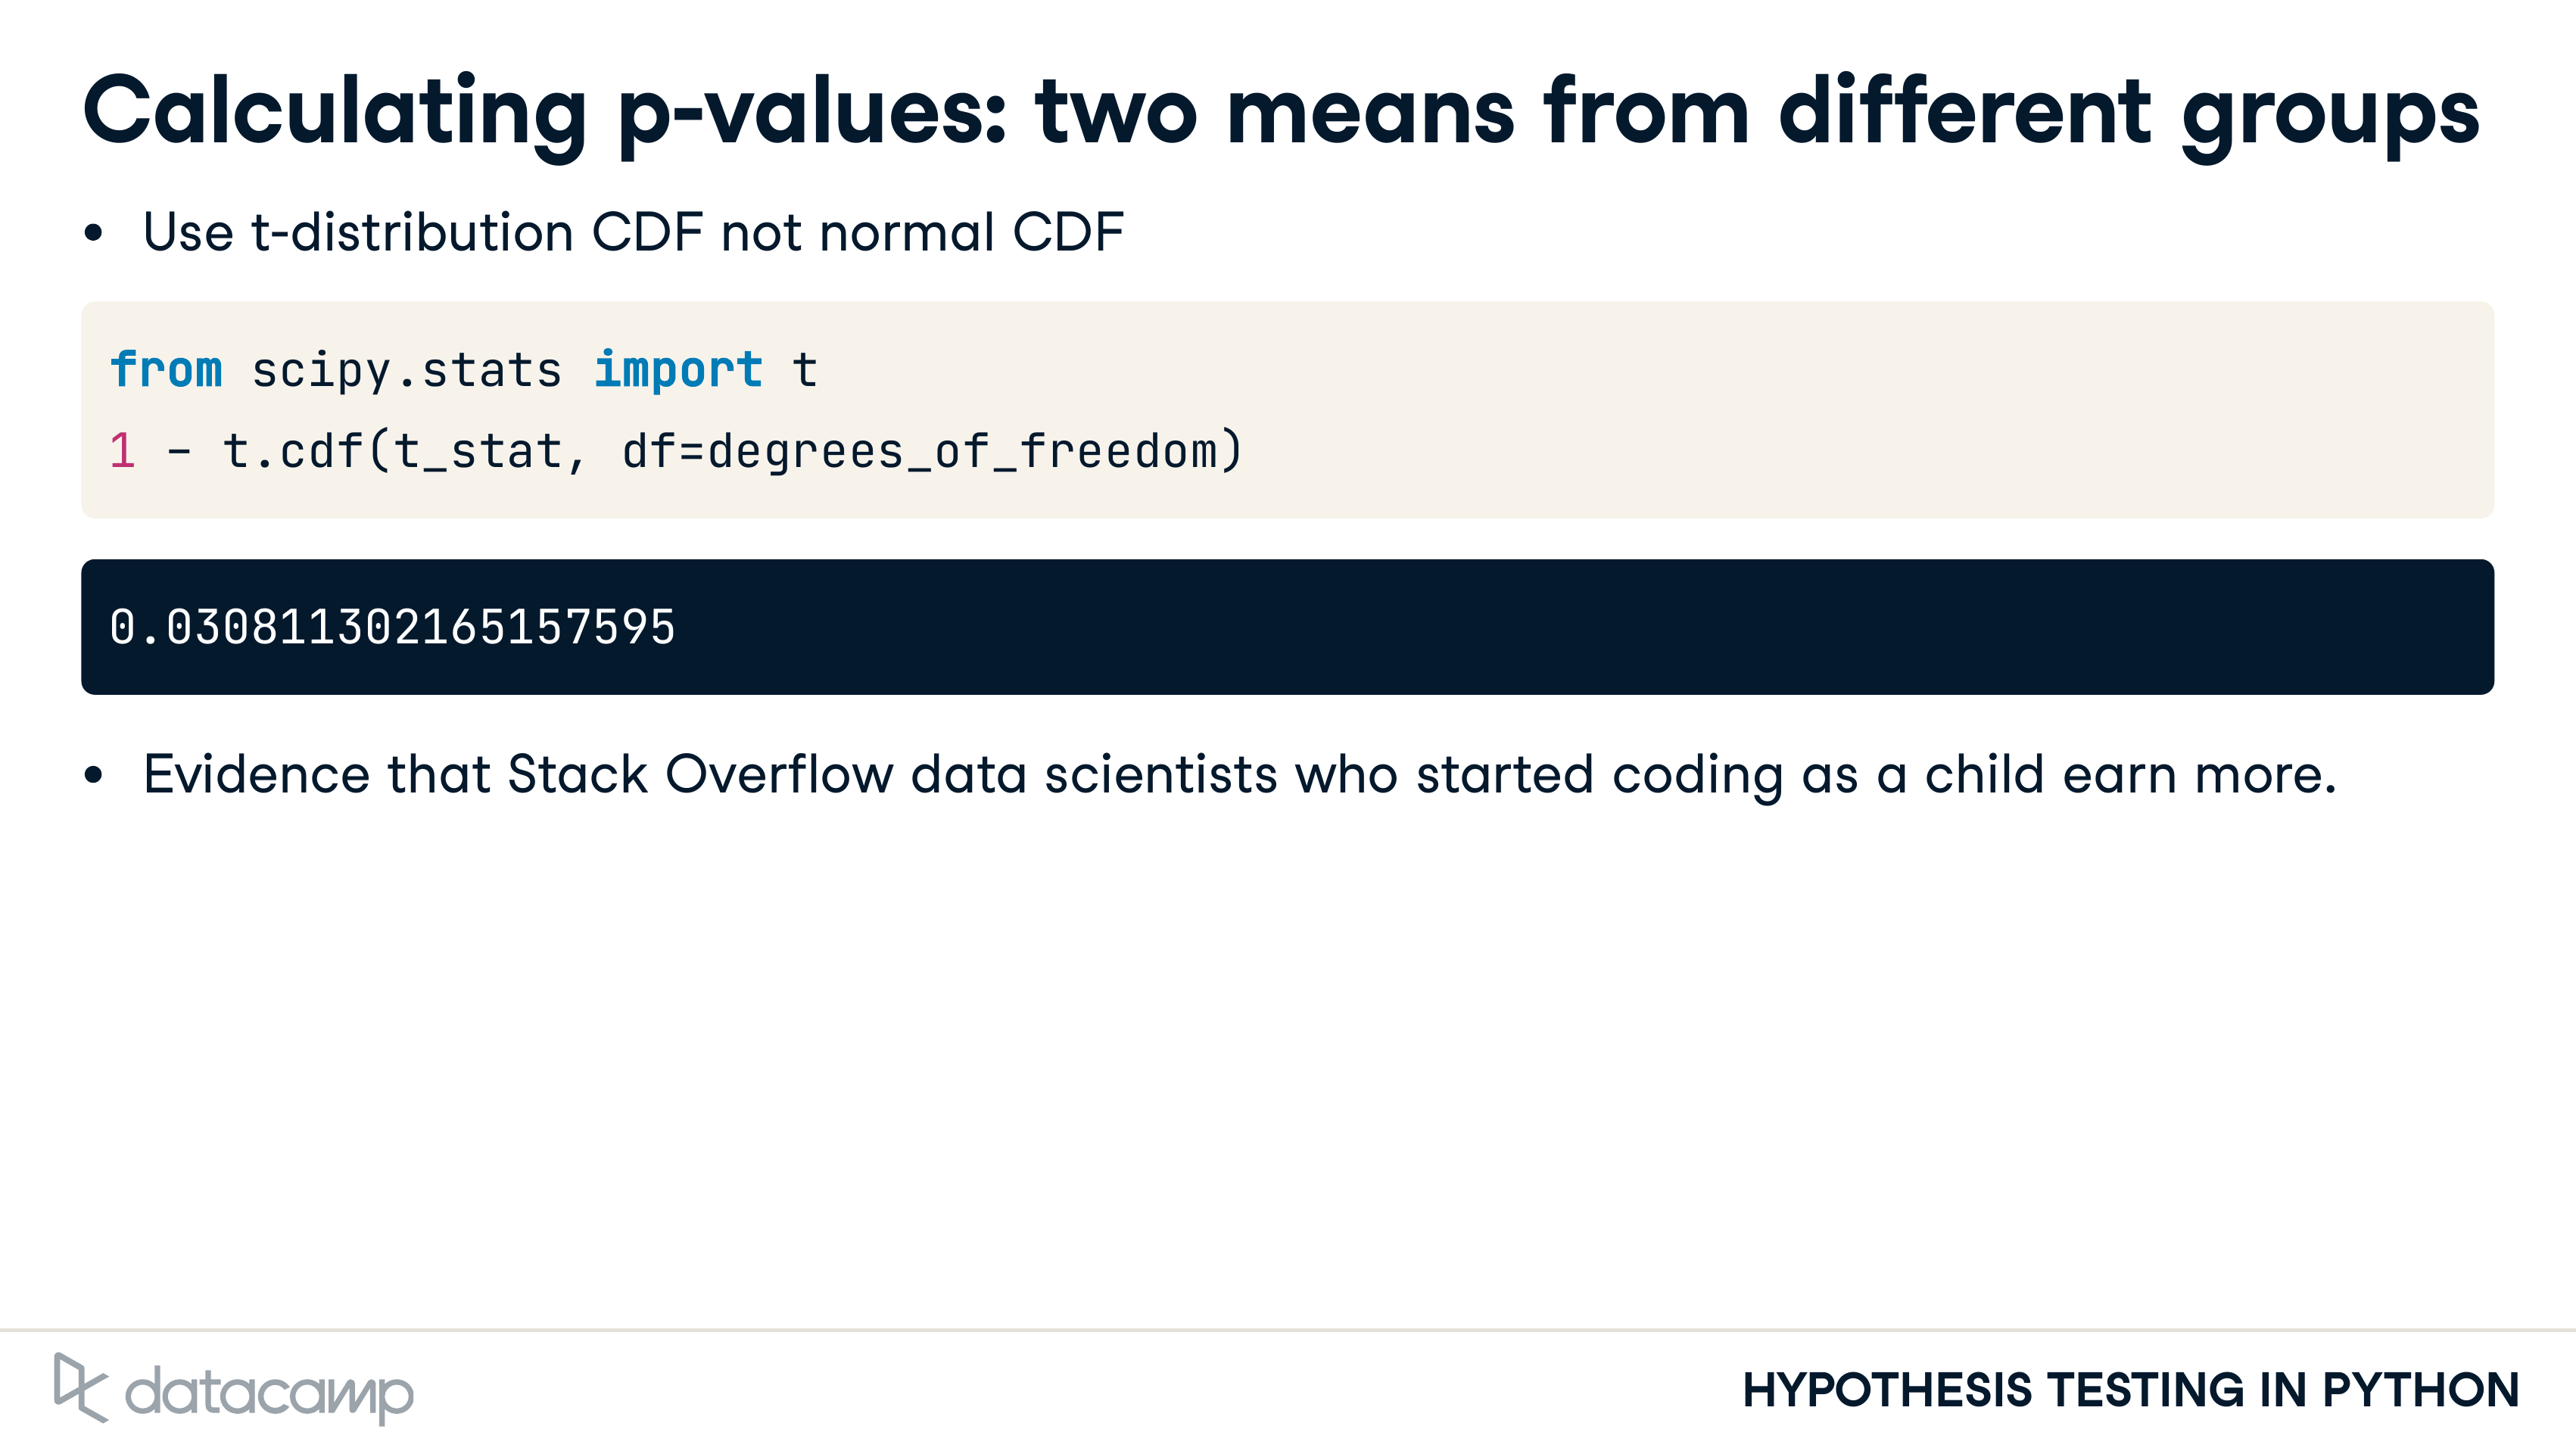 Calculating p-values: two means from different groups
• Use t-distribution CDF not normal CDF
from scipy.stats import t
1 - t.cdf(t_stat, df=degrees_of_freedom)
0.030811302165157595
• Evidence that Stack Overflow data scientists who started coding as a child earn more.
datacamp
HYPOTHESIS TESTING IN PYTHON